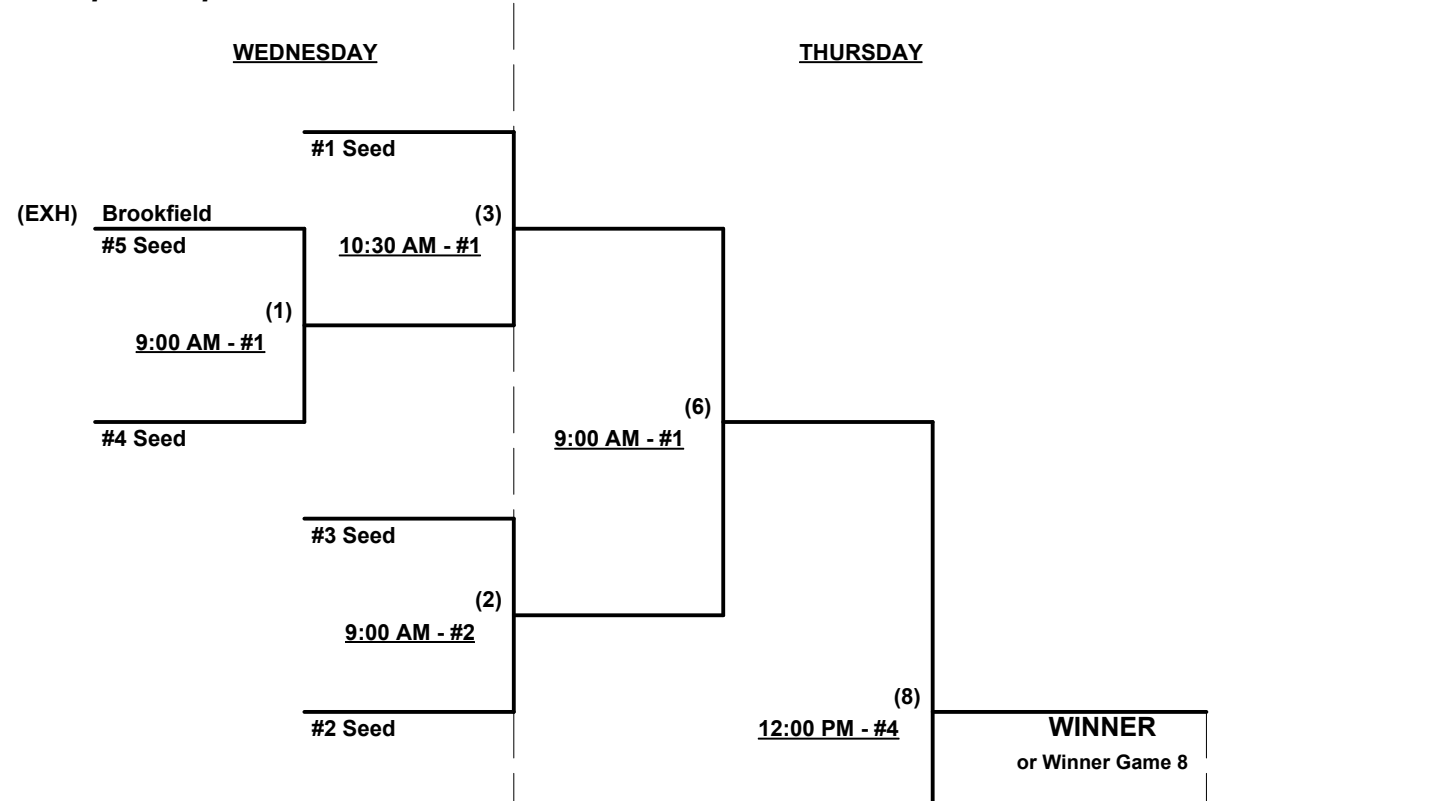 WEDNESDAY
THURSDAY
#1 Seed
(EXH) Brookfield
(3)
#5 Seed
10:30 AM - #1
(1)
9:00 AM - #1
(6)
#4 Seed
9:00 AM - #1
#3 Seed
(2)
9:00 AM - #2
(8)
#2 Seed
12:00 PM - #4
WINNER
or Winner Game 8